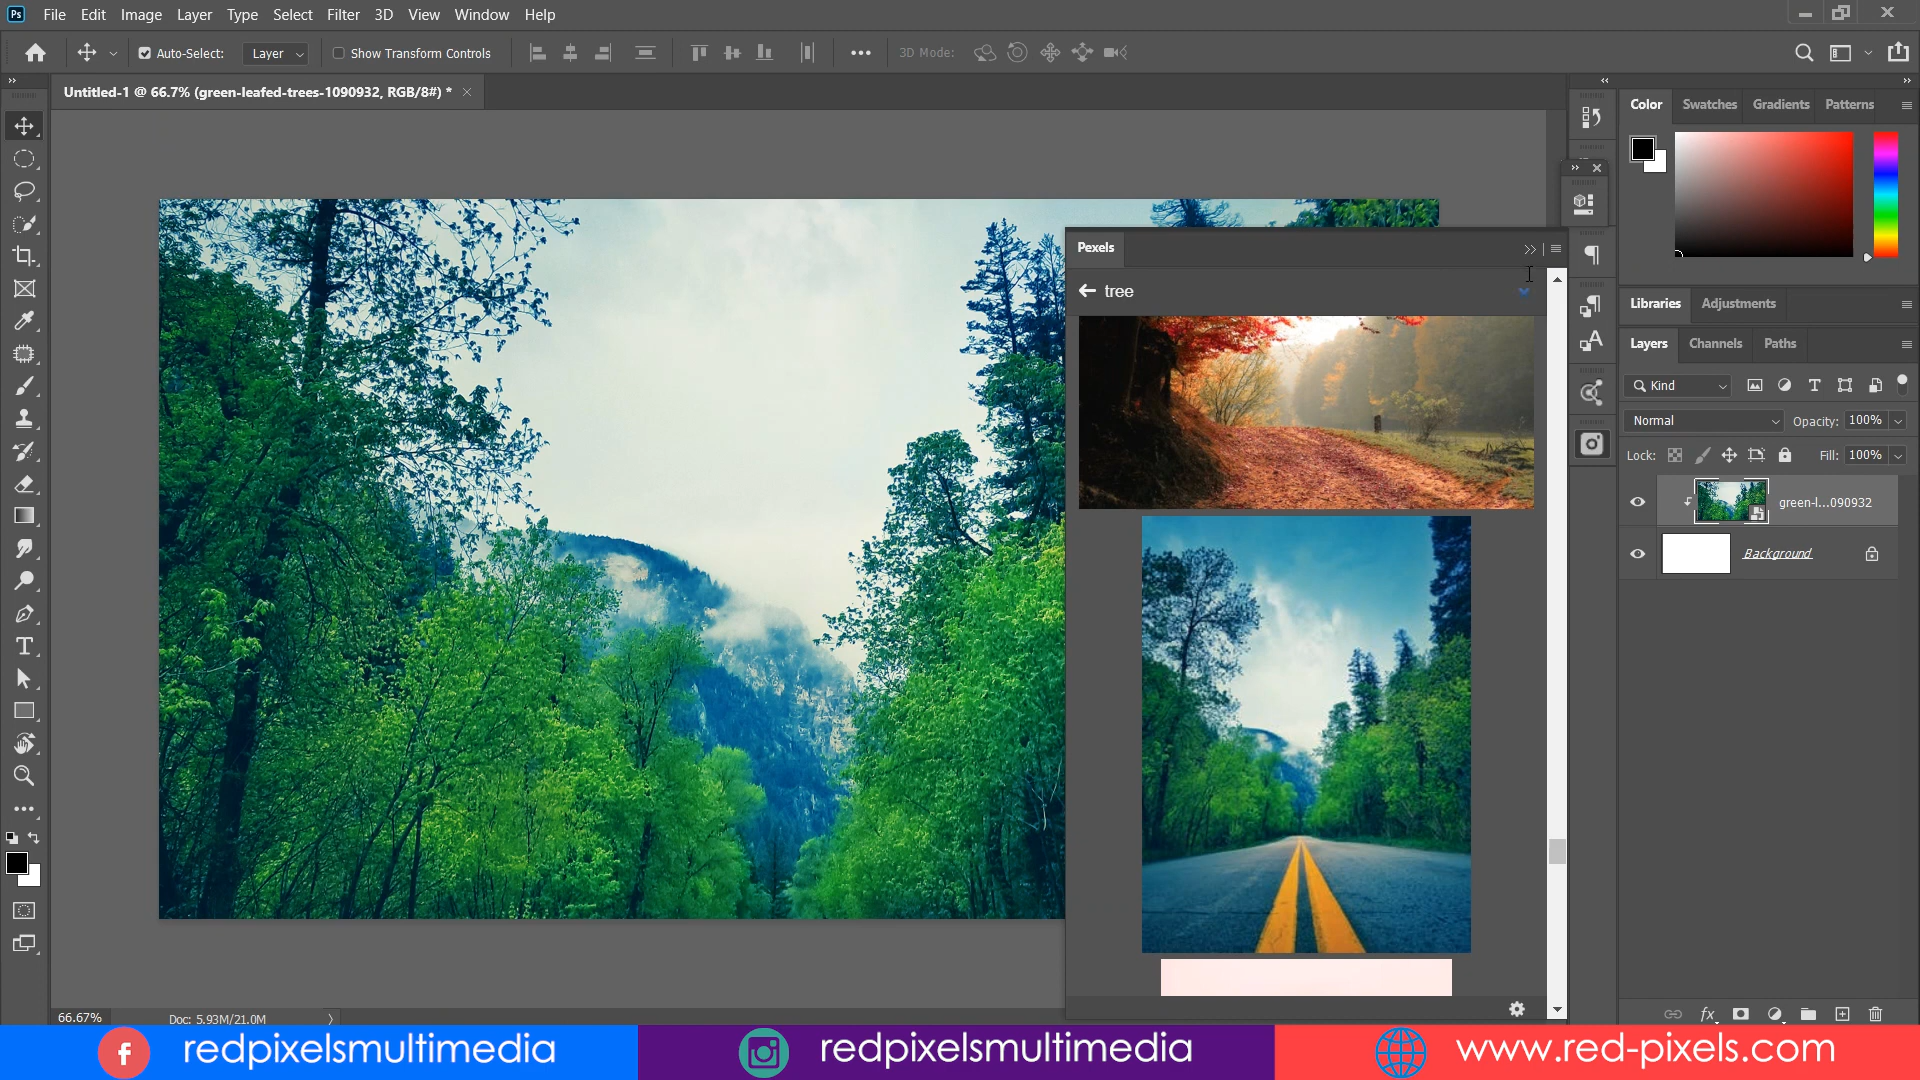 Ps File Edit Image Layer Type Select Filter 3D View Window Help
Auto-Select: Layer Show Transform Controls 3D Mode:
Untitled-1 @ 66.7% (green-leafed-trees-1090932, RGB/8#) *
Color Swatches Gradients Patterns
Pexels
tree
Libraries Adjustments
Layers Channels Paths
Kind
Normal Opacity: 100%
Lock: Fill: 100%
green-l...090932
Background
66.67% Doc: 5.93M/21.0M
redpixelsmultimedia redpixelsmultimedia www.red-pixels.com